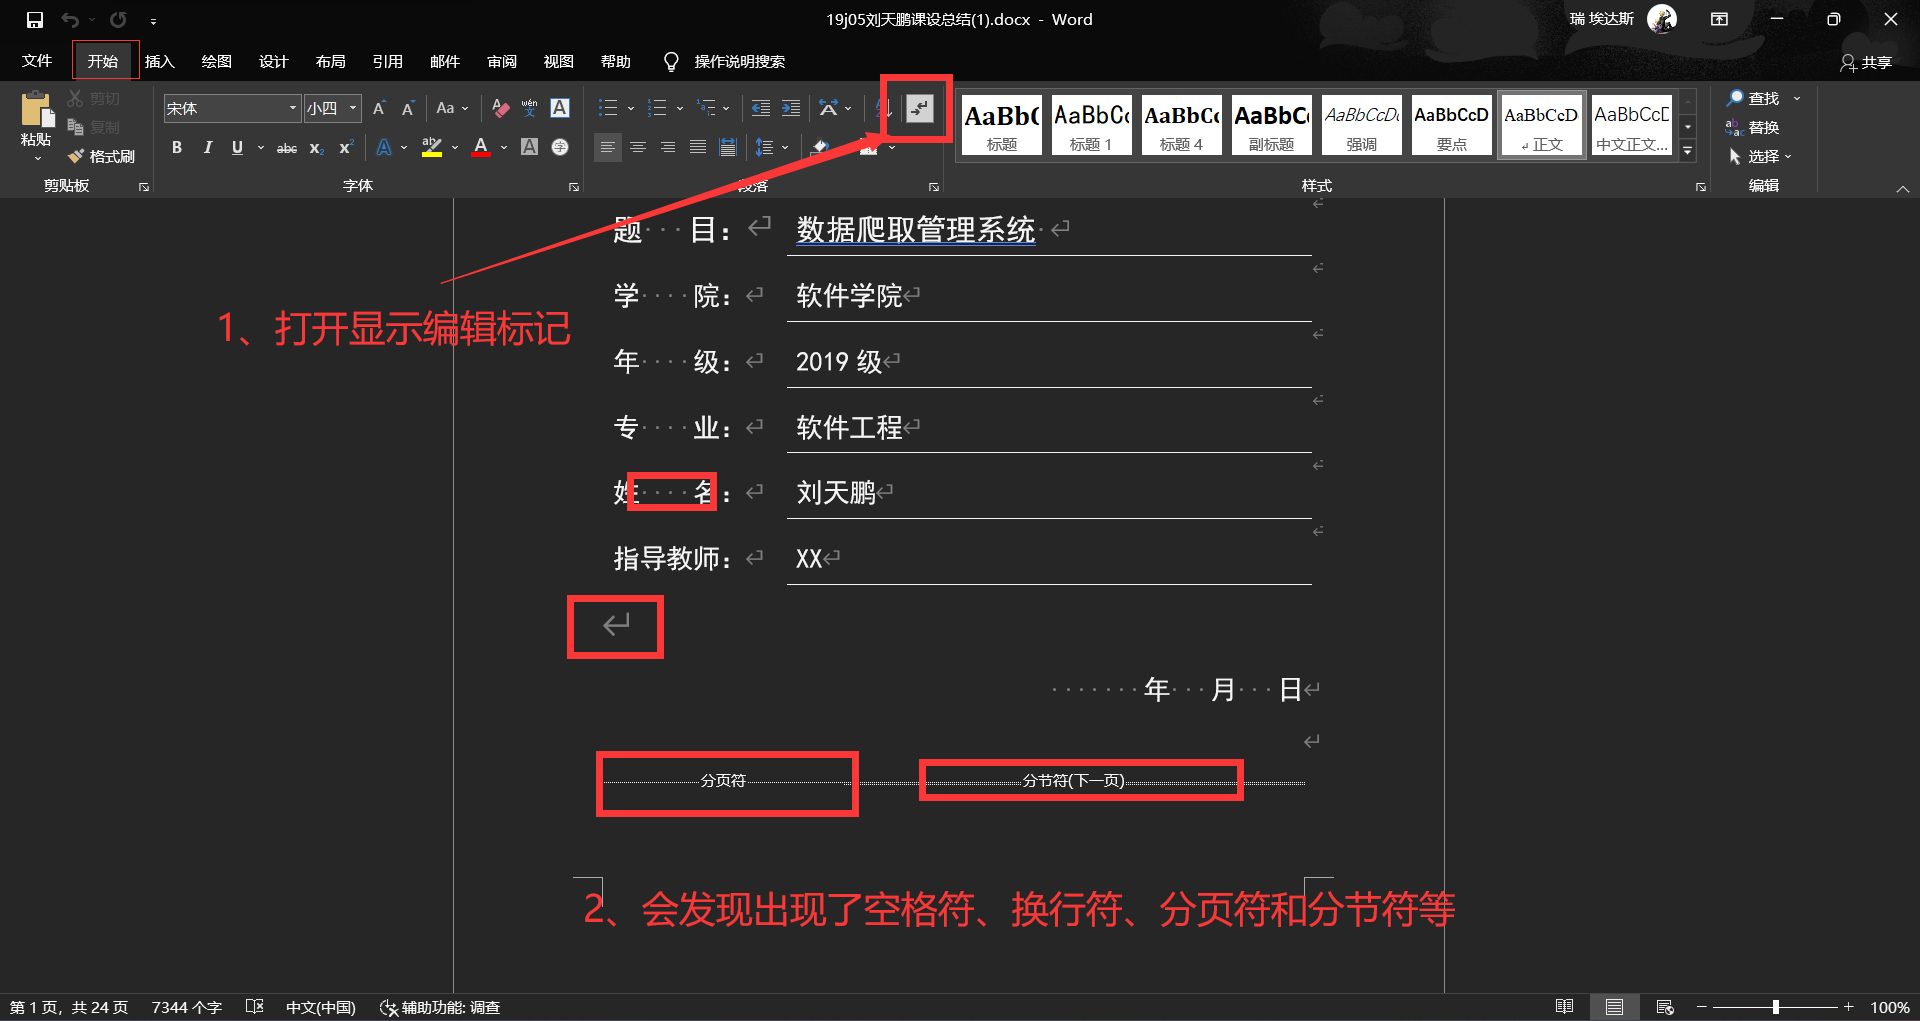 19j05刘天鹏课设总结(1).docx - Word
瑞 埃达斯
文件 开始 插入 绘图 设计 布局 引用 邮件 审阅 视图 帮助 操作说明搜索 共享
粘贴
剪切
复制
格式刷
剪贴板
宋体 小四 Aa wén 文 A
B I U abc x₂ x² A ab A A 字
字体
段落
AaBb( 标题
AaBbC 标题 1
AaBbC 标题 4
AaBbC 副标题
AaBbCcD 强调
AaBbCcD 要点
AaBbCcD ↲ 正文
AaBbCcD 中文正文...
样式
查找
替换
选择
编辑
题 目： 数据爬取管理系统
学 院： 软件学院
1、打开显示编辑标记
年 级： 2019 级
专 业： 软件工程
姓 名： 刘天鹏
指导教师： XX
年 月 日
分页符 分节符(下一页)
2、会发现出现了空格符、换行符、分页符和分节符等
第 1 页，共 24 页 7344 个字 中文(中国) 辅助功能: 调查 100%